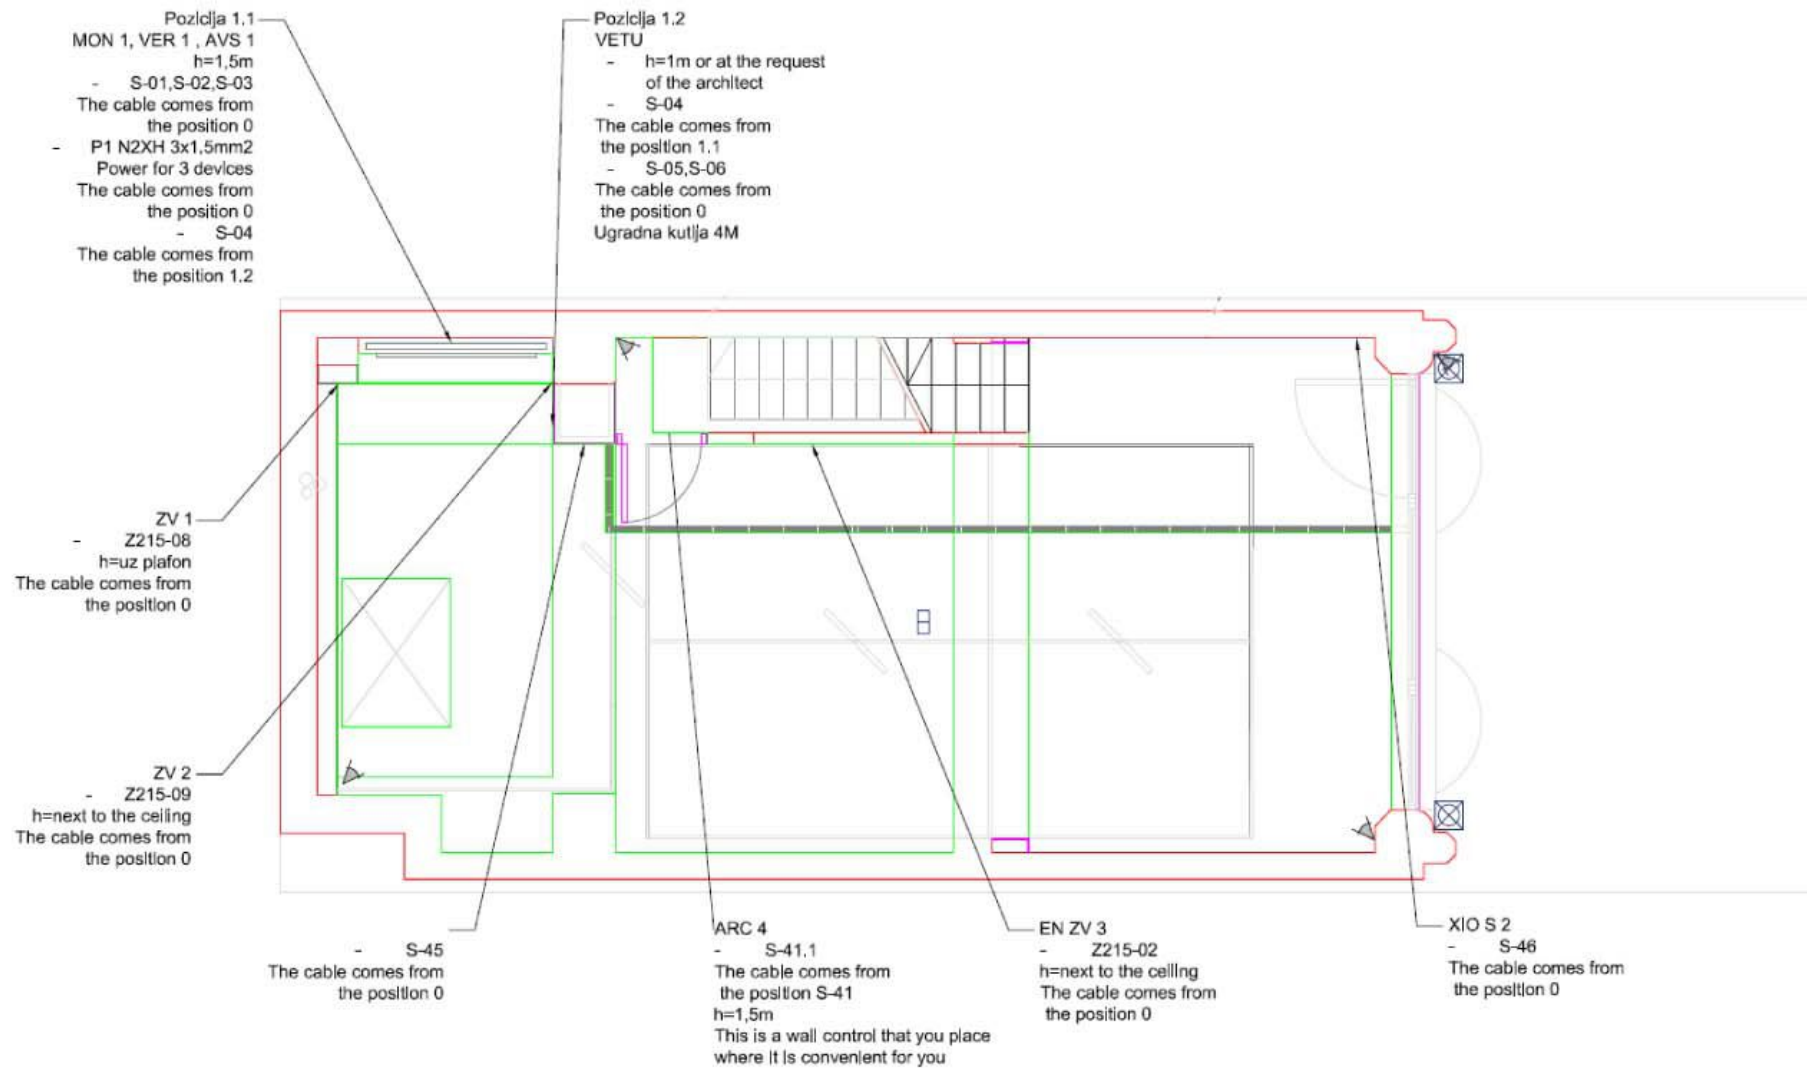 Pozicija 1.1
MON 1, VER 1 , AVS 1
h=1,5m
- S-01,S-02,S-03
The cable comes from
the position 0
- P1 N2XH 3x1,5mm2
Power for 3 devices
The cable comes from
the position 0
- S-04
The cable comes from
the position 1.2
Pozicija 1.2
VETU
- h=1m or at the request
of the architect
- S-04
The cable comes from
the position 1.1
- S-05,S-06
The cable comes from
the position 0
Ugradna kutija 4M
ZV 1
- Z215-08
h=uz plafon
The cable comes from
the position 0
ZV 2
- Z215-09
h=next to the ceiling
The cable comes from
the position 0
- S-45
The cable comes from
the position 0
ARC 4
- S-41.1
The cable comes from
the position S-41
h=1,5m
This is a wall control that you place
where it is convenient for you
EN ZV 3
- Z215-02
h=next to the ceiling
The cable comes from
the position 0
XIO S 2
- S-46
The cable comes from
the position 0